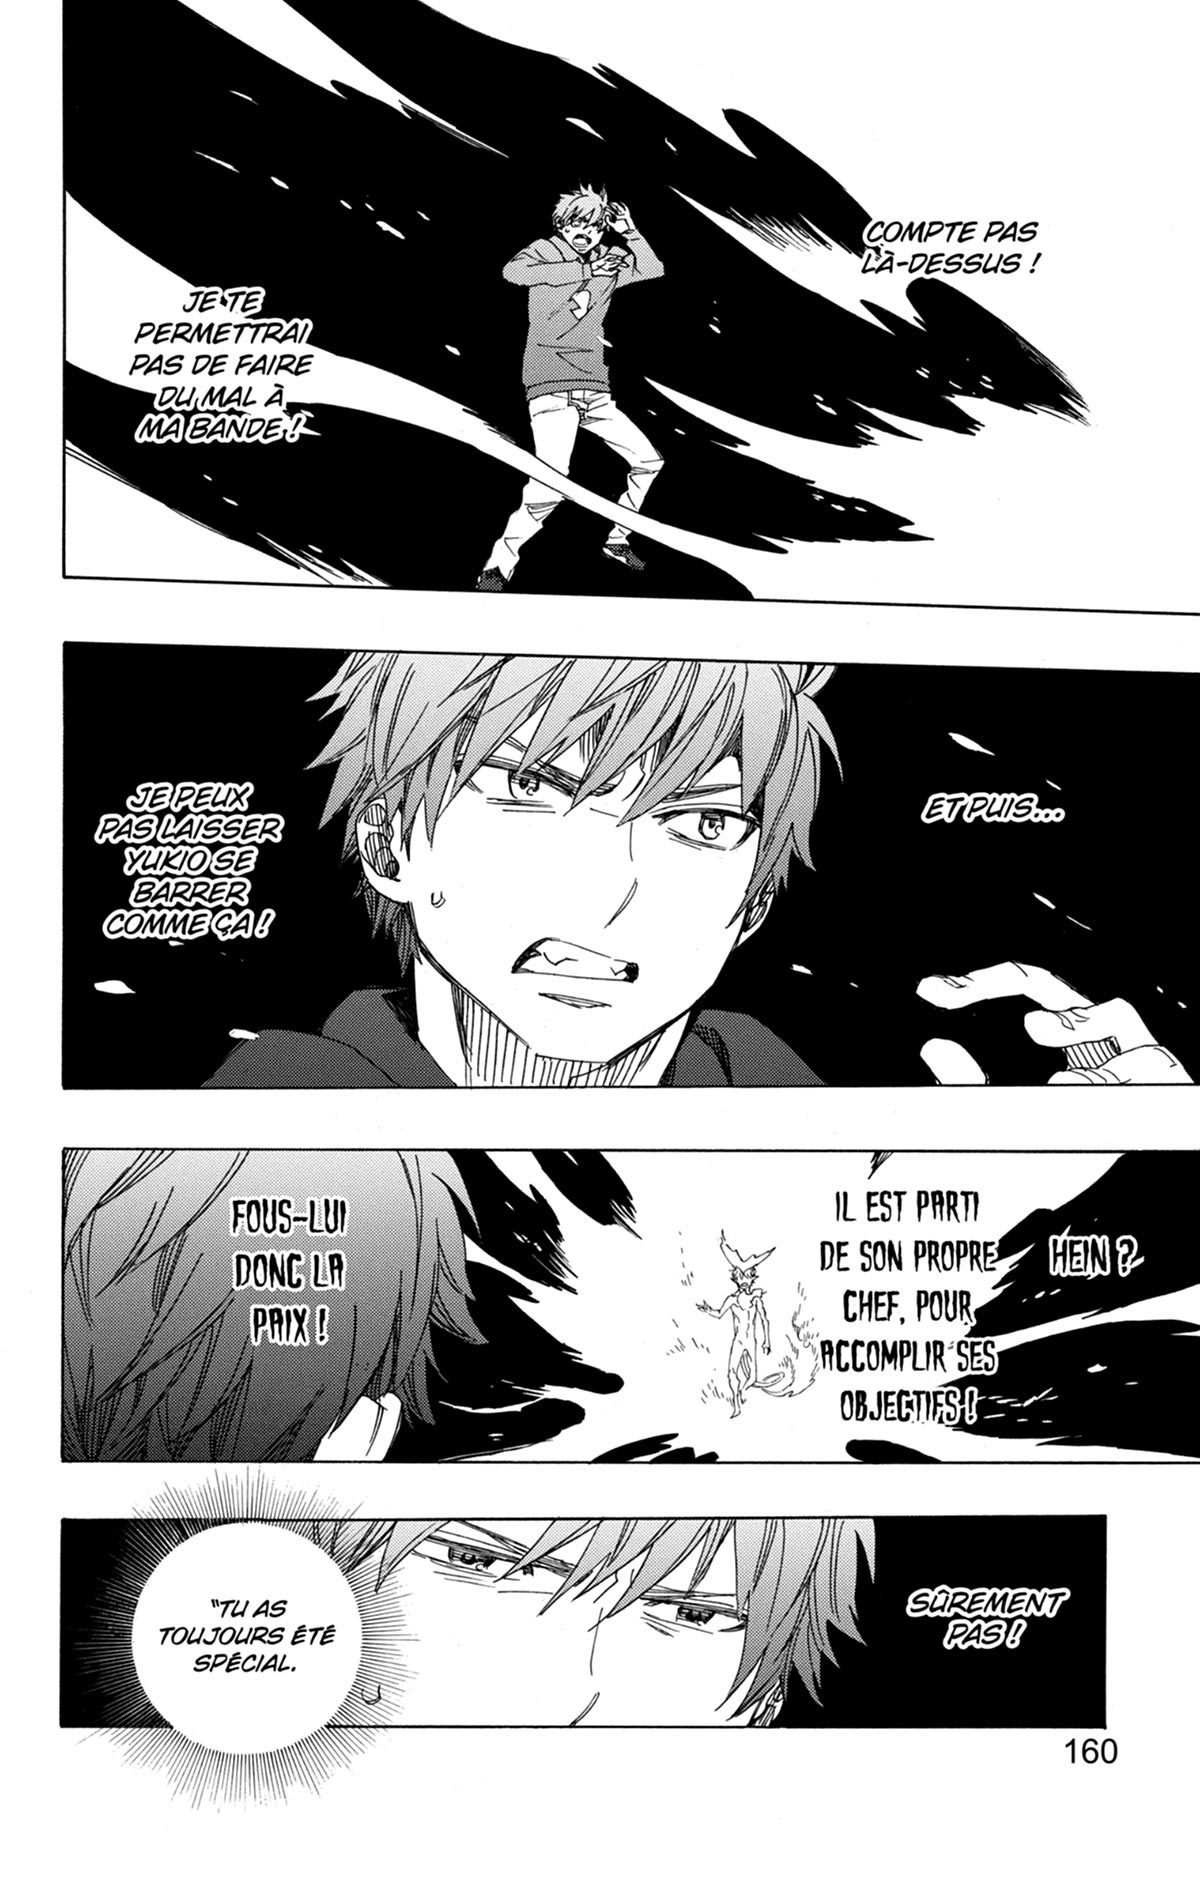 COMPTE PAS
LÀ-DESSUS !
JE TE
PERMETTRAI
PAS DE FAIRE
DU MAL À
MA BANDE !
ET PUIS...
JE PEUX
PAS LAISSER
YUKIO SE
BARRER
COMME ÇA !
HEIN ?
IL EST PARTI
DE SON PROPRE
CHEF, POUR
ACCOMPLIR SES
OBJECTIFS !
FOUS-LUI
DONC LA
PAIX !
SÛREMENT
PAS !
"TU AS
TOUJOURS ÉTÉ
SPÉCIAL.
160